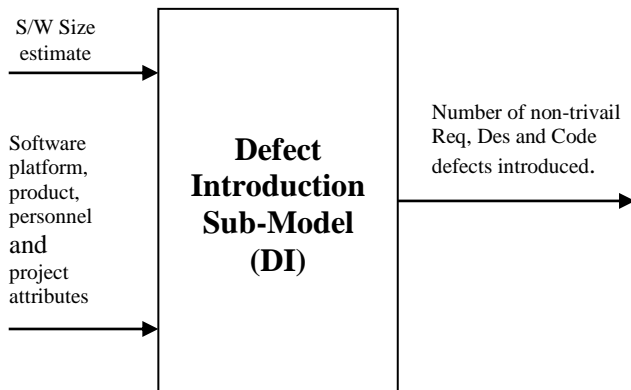 S/W Size
estimate
Software
platform,
product,
personnel
and
project
attributes
Defect
Introduction
Sub-Model
(DI)
Number of non-trivail
Req, Des and Code
defects introduced.